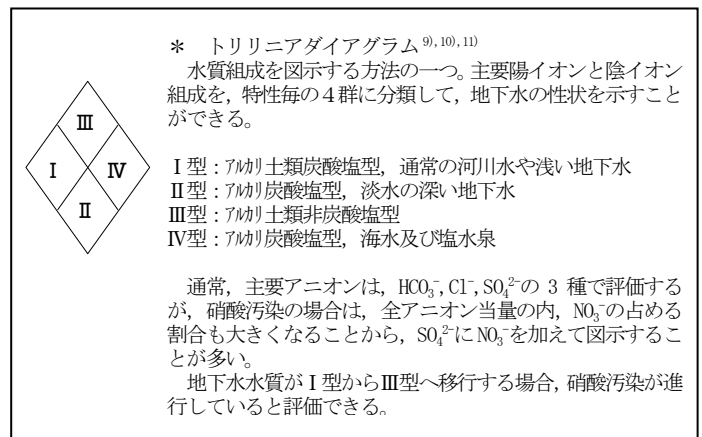 ＊ トリリニアダイアグラム 9),10),11)
水質組成を図示する方法の一つ。主要陽イオンと陰イオン
組成を，特性毎の４群に分類して，地下水の性状を示すこと
ができる。
Ⅲ
Ⅰ Ⅳ
Ⅱ
Ⅰ型：ｱﾙｶﾘ土類炭酸塩型，通常の河川水や浅い地下水
Ⅱ型：ｱﾙｶﾘ炭酸塩型，淡水の深い地下水
Ⅲ型：ｱﾙｶﾘ土類非炭酸塩型
Ⅳ型：ｱﾙｶﾘ炭酸塩型，海水及び塩水泉
通常，主要アニオンは，HCO₃⁻,Cl⁻,SO₄²⁻の 3 種で評価する
が，硝酸汚染の場合は，全アニオン当量の内，NO₃⁻の占める
割合も大きくなることから，SO₄²⁻にNO₃⁻を加えて図示するこ
とが多い。
地下水水質がⅠ型からⅢ型へ移行する場合，硝酸汚染が進
行していると評価できる。